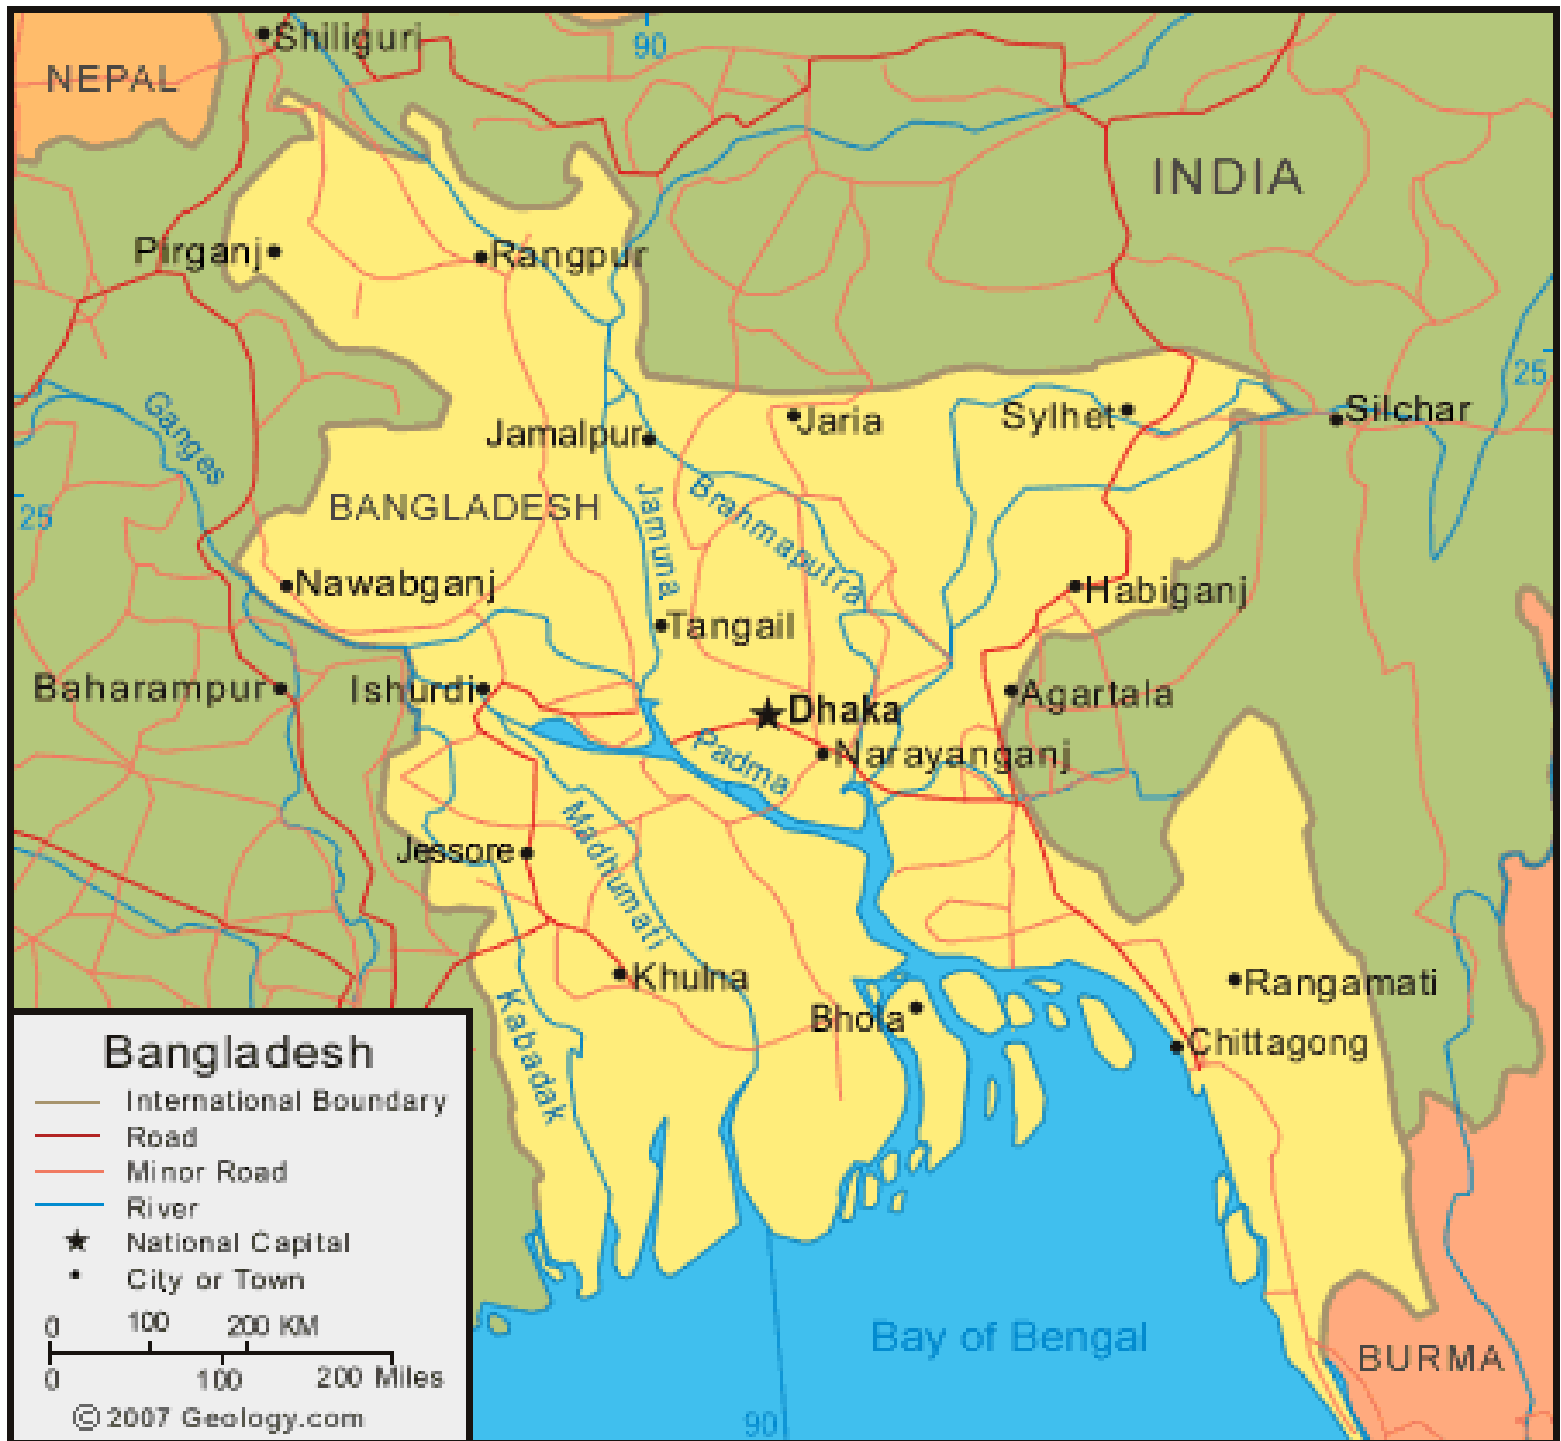 Shiliguri
90
NEPAL
INDIA
Pirganj
Rangpur
25
Ganges
Jamalpur
Jaria
Sylhet
Silchar
BANGLADESH
25
Jamuna
Brahmaputra
Nawabganj
Habiganj
Tangail
Baharampur
Ishurdi
Agartala
Dhaka
Padma
Narayanganj
Madhumati
Jessore
Khulna
Rangamati
Kabadak
Bhola
Chittagong
Bangladesh
International Boundary
Road
Minor Road
River
National Capital
City or Town
0 100 200 KM
0 100 200 Miles
© 2007 Geology.com
Bay of Bengal
BURMA
90